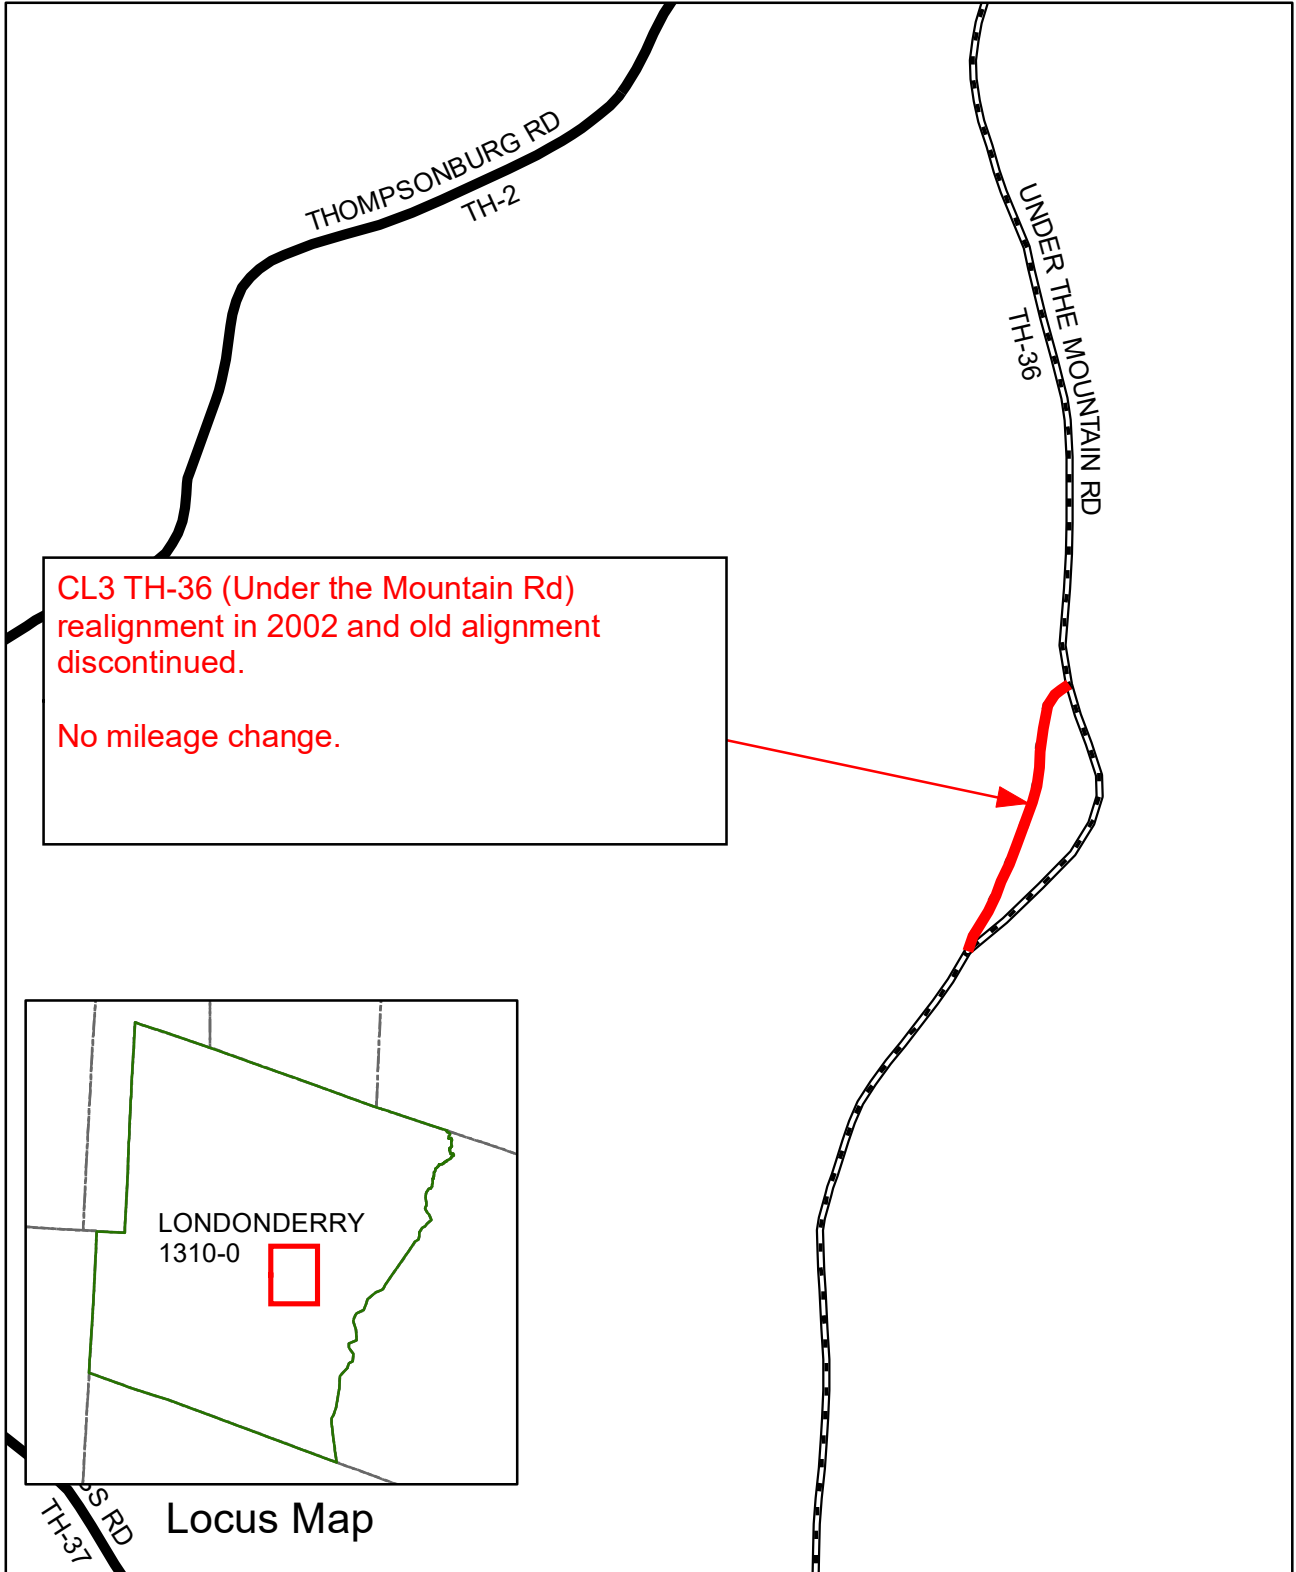 THOMPSONBURG RD
TH-2
UNDER THE MOUNTAIN RD
TH-36
CL3 TH-36 (Under the Mountain Rd)
realignment in 2002 and old alignment
discontinued.
No mileage change.
LONDONDERRY
1310-0
RD
TH-37
Locus Map